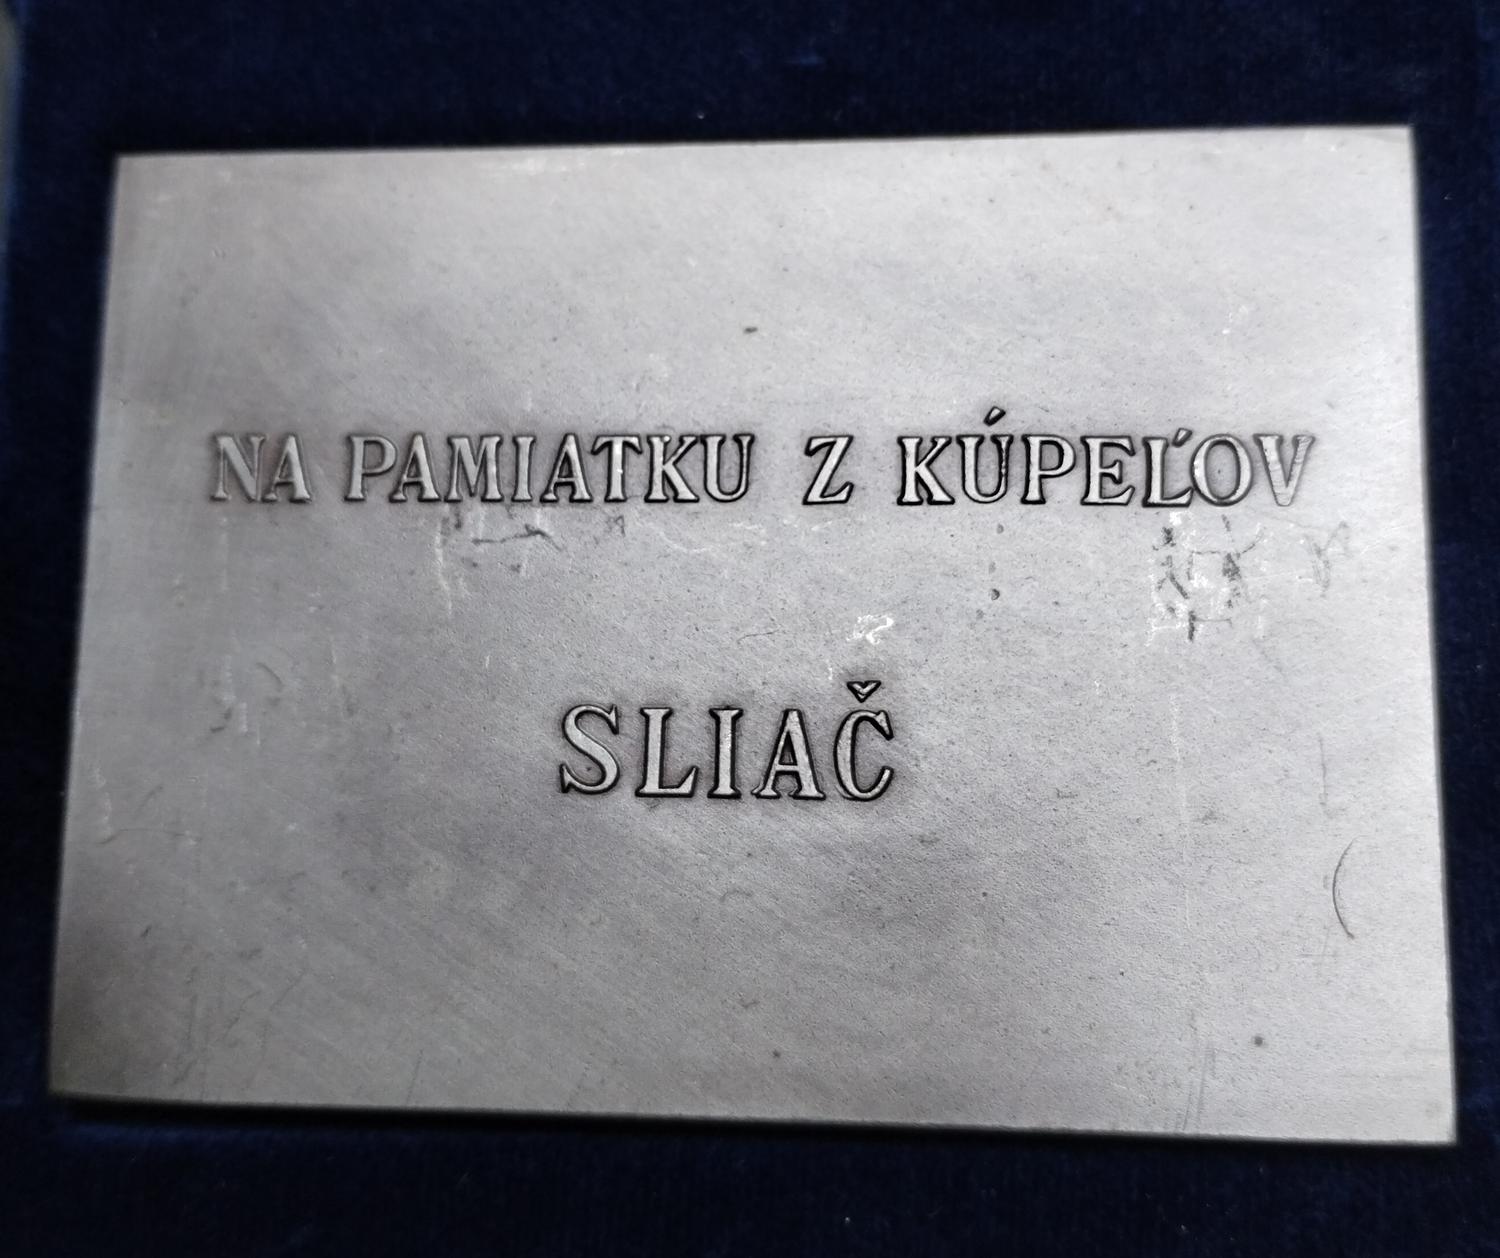 NA PAMIATKU Z KÚPEĽOV
SLIAČ